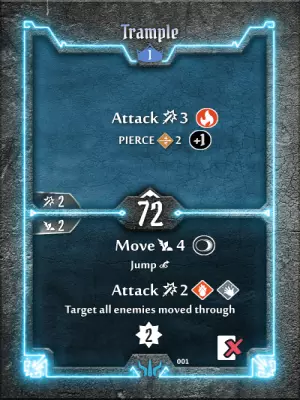 Trample
1
Attack 3
PIERCE 2 +1
2
72
2
Move 4
Jump
Attack 2
Target all enemies moved through
2
001